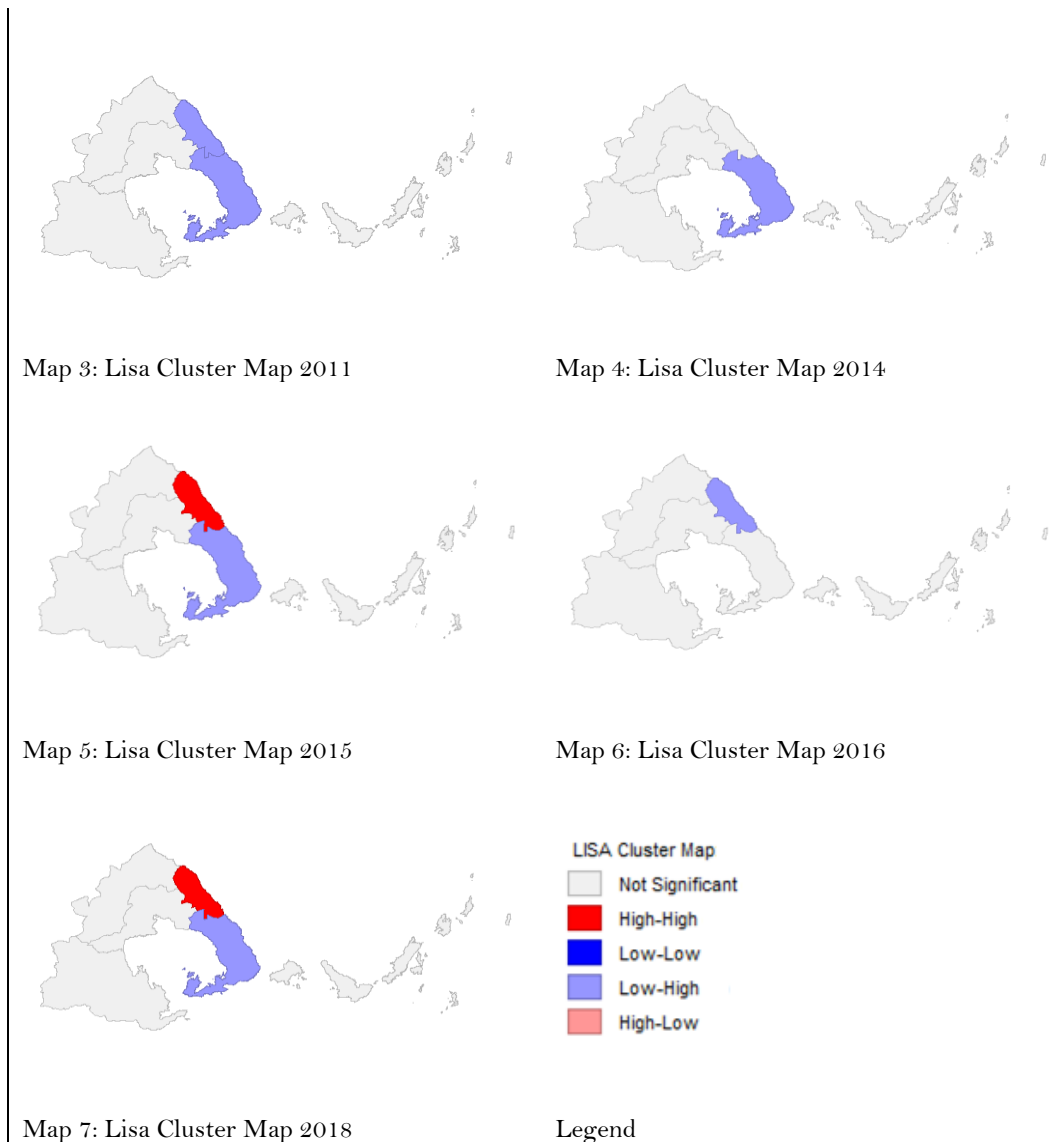 Map 3: Lisa Cluster Map 2011
Map 4: Lisa Cluster Map 2014
Map 5: Lisa Cluster Map 2015
Map 6: Lisa Cluster Map 2016
LISA Cluster Map
Not Significant
High-High
Low-Low
Low-High
High-Low
Map 7: Lisa Cluster Map 2018
Legend